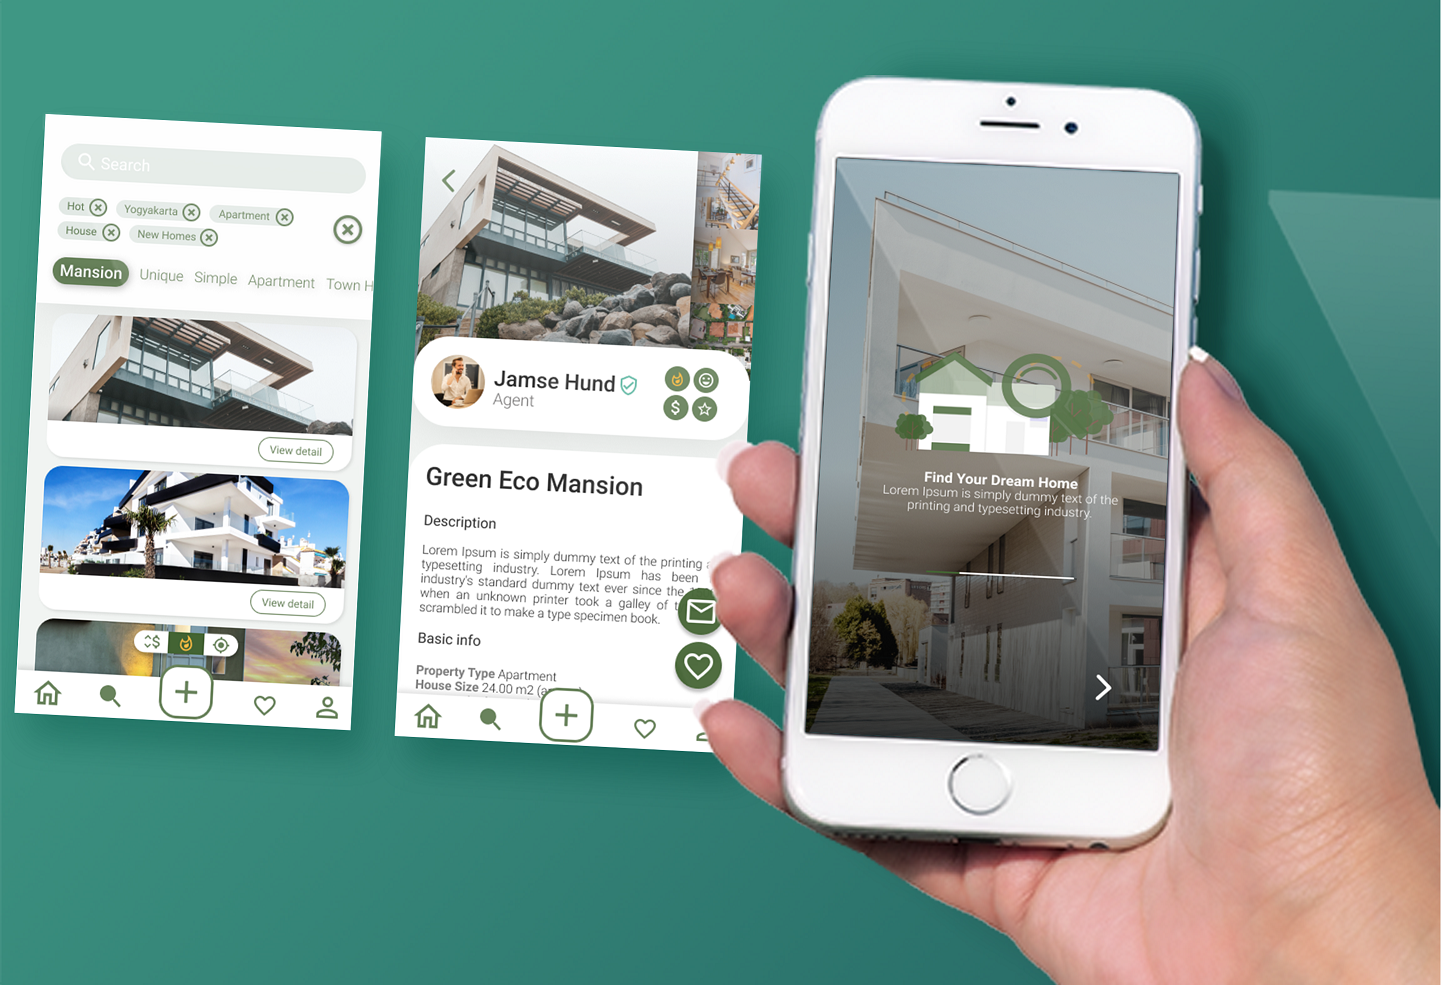 Search
Hot
Yogyakarta
Apartment
House
New Homes
Mansion
Unique
Simple
Apartment
Town H
View detail
View detail
Jamse Hund
Agent
Green Eco Mansion
Description
Lorem Ipsum is simply dummy text of the printing
typesetting industry. Lorem Ipsum has been
industry's standard dummy text ever since the
when an unknown printer took a galley of
scrambled it to make a type specimen book.
Basic info
Property Type Apartment
House Size 24.00 m2
Find Your Dream Home
Lorem Ipsum is simply dummy text of the
printing and typesetting industry.